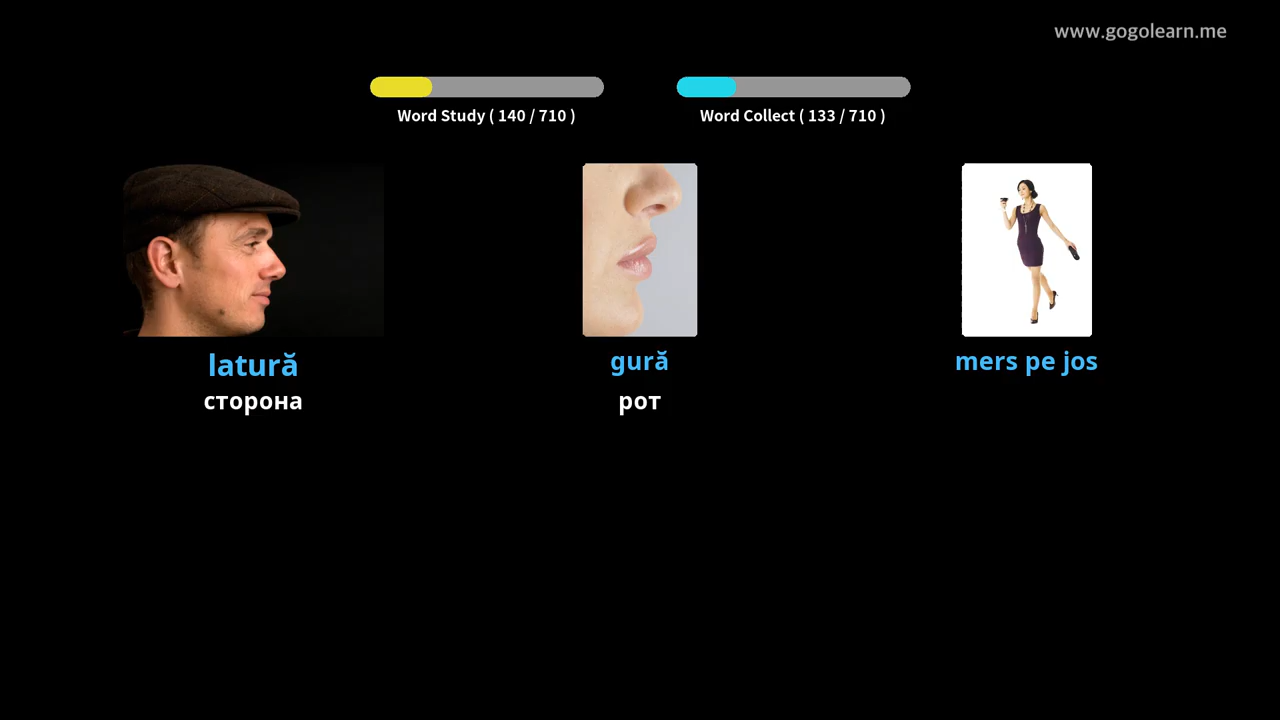 www.gogolearn.me
Word Study ( 140 / 710 )
Word Collect ( 133 / 710 )
latură
gură
mers pe jos
сторона
рот